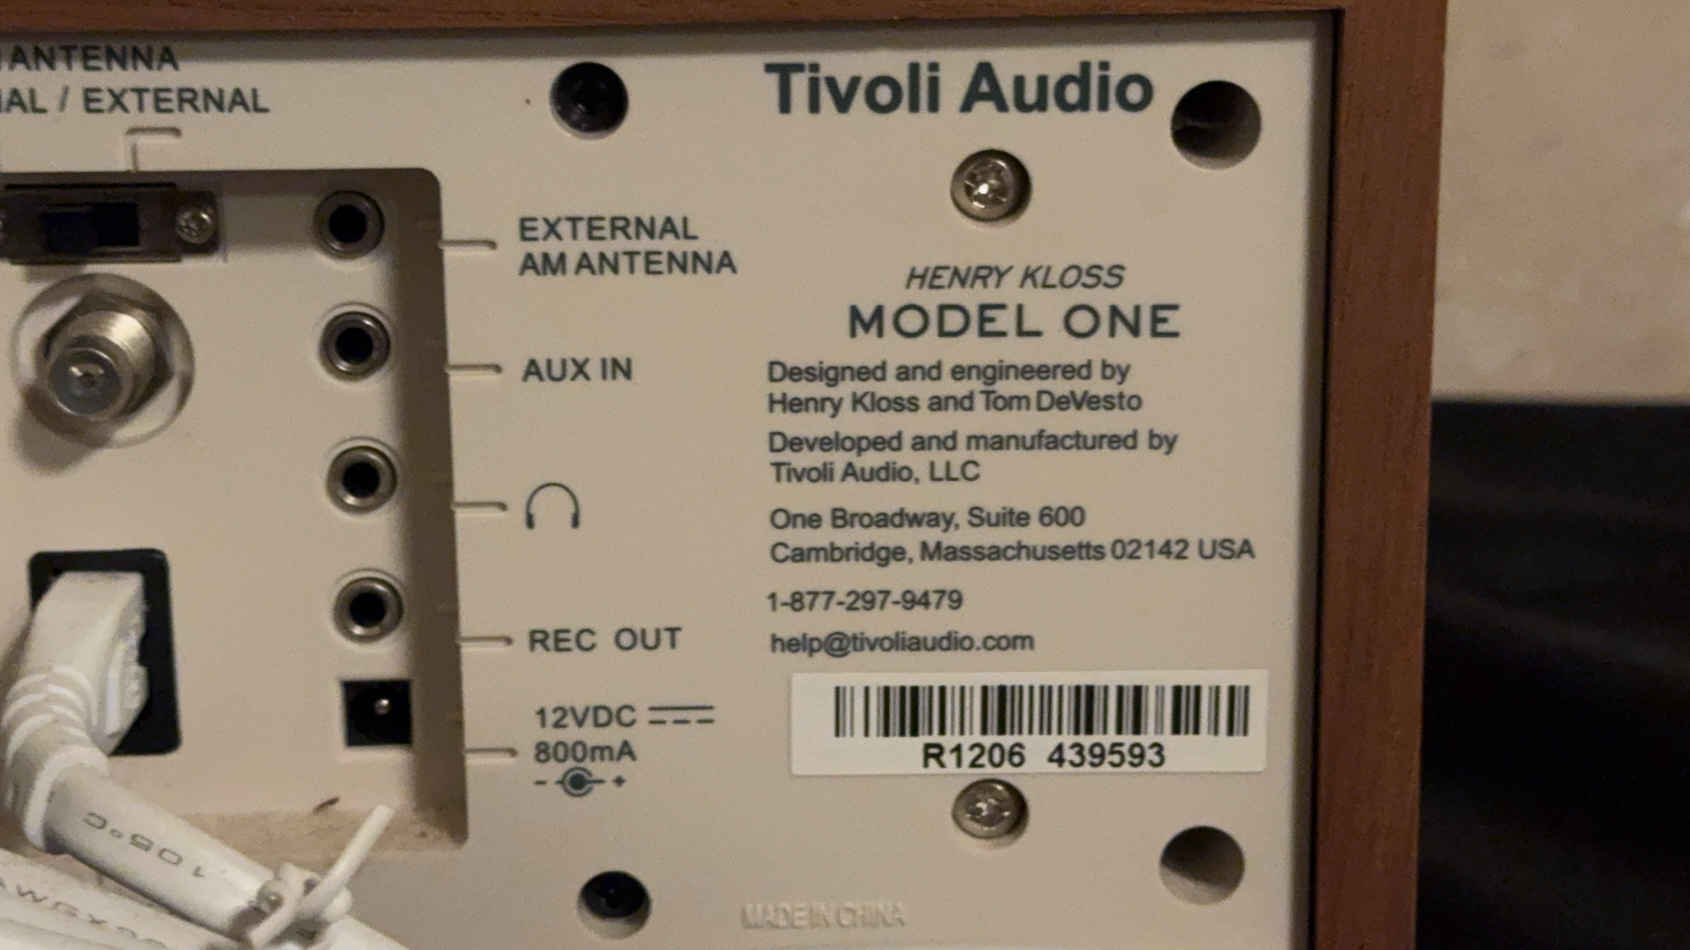 ANTENNA
/ EXTERNAL
Tivoli Audio
EXTERNAL
AM ANTENNA
AUX IN
REC OUT
12VDC
800mA
- +
HENRY KLOSS
MODEL ONE
Designed and engineered by
Henry Kloss and Tom DeVesto
Developed and manufactured by
Tivoli Audio, LLC
One Broadway, Suite 600
Cambridge, Massachusetts 02142 USA
1-877-297-9479
help@tivoliaudio.com
R1206 439593
MADE IN CHINA
105°C